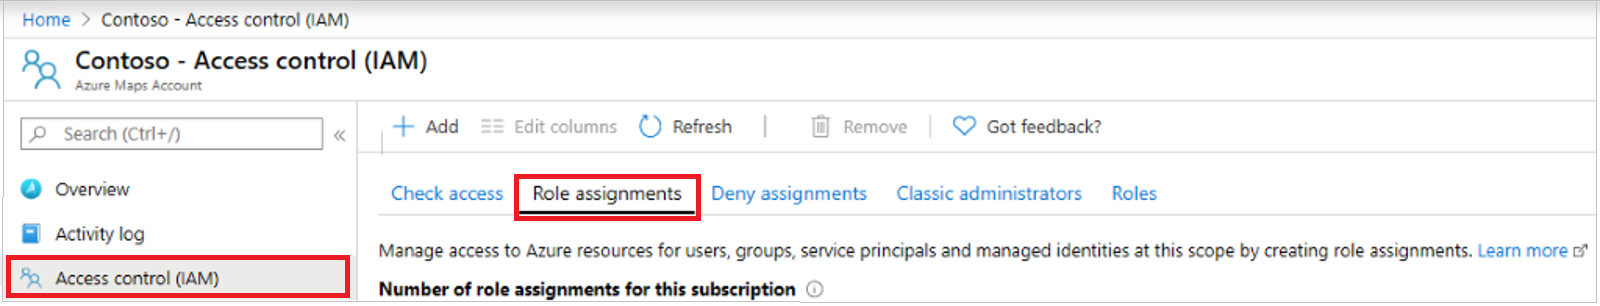 Home > Contoso - Access control (IAM)
Contoso - Access control (IAM)
Azure Maps Account
Search (Ctrl+/)
«
Add
Edit columns
Refresh
Remove
Got feedback?
Overview
Activity log
Access control (IAM)
Check access
Role assignments
Deny assignments
Classic administrators
Roles
Manage access to Azure resources for users, groups, service principals and managed identities at this scope by creating role assignments. Learn more
Number of role assignments for this subscription